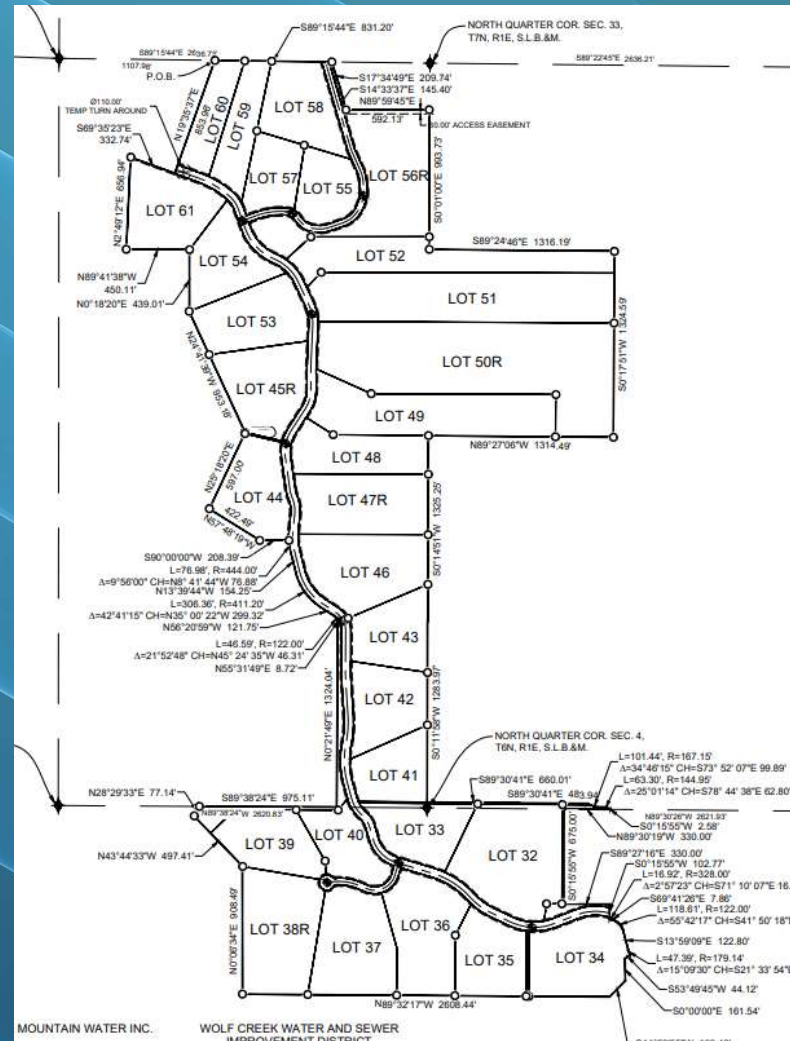 S89°15'44"E 831.20'
NORTH QUARTER COR. SEC. 33,
T7N, R1E, S.L.B.&M.
S89°15'44"E 2636.75'
1107.98'
P.O.B.
S89°22'45"E 2636.21'
S17°34'49"E 209.74'
S14°33'37"E 145.40'
N89°59'45"E
592.13'
60.00' ACCESS EASEMENT
Ø110.00'
TEMP TURN AROUND
N19°35'37"E
853.98'
LOT 60
LOT 59
LOT 58
S69°35'23"E
332.74'
LOT 57
LOT 55
LOT 56R
S0°01'00"E 993.73'
N2°49'12"E 656.94'
LOT 61
S89°24'46"E 1316.19'
LOT 54
LOT 52
N89°41'38"W
450.11'
N0°18'20"E 439.01'
LOT 51
LOT 53
S0°17'51"W 1324.59'
N24°41'39"W 853.18'
LOT 50R
LOT 45R
LOT 49
N89°27'06"W 1314.49'
LOT 48
N25°18'20"E
597.00'
LOT 44
LOT 47R
S0°14'51"W 1325.25'
422.49'
N57°48'19"W
S90°00'00"W 208.39'
L=76.98', R=444.00'
Δ=9°56'00" CH=N8° 41' 44"W 76.88'
N13°39'44"W 154.25'
L=306.36', R=411.20'
Δ=42°41'15" CH=N35° 00' 22"W 299.32'
N56°20'59"W 121.75'
LOT 46
L=46.59', R=122.00'
Δ=21°52'48" CH=N45° 24' 35"W 46.31'
N55°31'49"E 8.72'
LOT 43
N0°21'49"E 1324.04'
LOT 42
S0°11'58"W 1283.97'
NORTH QUARTER COR. SEC. 4,
T6N, R1E, S.L.B.&M.
LOT 41
L=101.44', R=167.15'
Δ=34°46'15" CH=S73° 52' 07"E 99.89'
L=63.30', R=144.95'
Δ=25°01'14" CH=S78° 44' 38"E 62.80'
N28°29'33"E 77.14'
S89°38'24"E 975.11'
S89°30'41"E 660.01'
S89°30'41"E 483.94'
N89°38'24"W 2620.83'
N89°30'26"W 2621.93'
S0°15'55"W 2.58'
N89°30'19"W 330.00'
LOT 40
LOT 33
LOT 39
LOT 32
S0°15'55"W 675.00'
N43°44'33"W 497.41'
S89°27'16"E 330.00'
S0°15'55"W 102.77'
L=16.92', R=328.00'
Δ=2°57'23" CH=S71° 10' 07"E 16.
S69°41'26"E 7.86'
L=118.61', R=122.00'
Δ=55°42'17" CH=S41° 50' 18"E
N0°06'34"E 908.49'
LOT 38R
LOT 37
LOT 36
LOT 35
LOT 34
S13°59'09"E 122.80'
L=47.39', R=179.14'
Δ=15°09'30" CH=S21° 33' 54"E
S53°49'45"W 44.12'
S0°00'00"E 161.54'
N89°32'17"W 2608.44'
MOUNTAIN WATER INC.
WOLF CREEK WATER AND SEWER
IMPROVEMENT DISTRICT